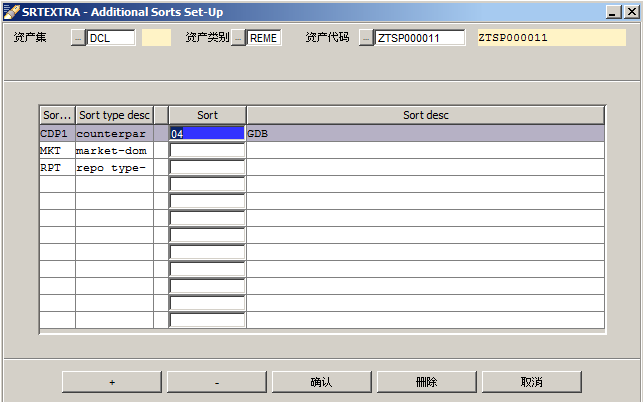 SRTEXTRA - Additional Sorts Set-Up
资产集 ... DCL 资产类别 ... REME 资产代码 ... ZTSP000011 ZTSP000011
Sor... Sort type desc Sort Sort desc
CDP1 counterpar 04 GDB
MKT market-dom
RPT repo type-
+ - 确认 删除 取消